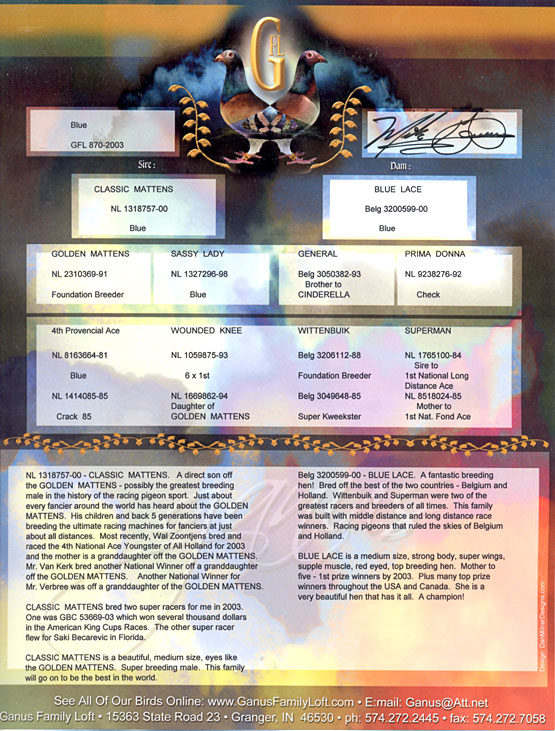 G FL
Blue
GFL 870-2003
Sire :
Dam :
CLASSIC MATTENS
NL 1318757-00
Blue
BLUE LACE
Belg 3200599-00
Blue
GOLDEN MATTENS
NL 2310369-91
Foundation Breeder
SASSY LADY
NL 1327296-98
Blue
GENERAL
Belg 3050382-93
Brother to
CINDERELLA
PRIMA DONNA
NL 9238276-92
Check
4th Provencial Ace
NL 8163664-81
Blue
NL 1414085-85
Crack 85
WOUNDED KNEE
NL 1059875-93
6 x 1st
NL 1669862-94
Daughter of
GOLDEN MATTENS
WITTENBUIK
Belg 3206112-88
Foundation Breeder
Belg 3049648-85
Super Kweekster
SUPERMAN
NL 1765100-84
Sire to
1st National Long
Distance Ace
NL 8518024-85
Mother to
1st Nat. Fond Ace
NL 1318757-00 - CLASSIC MATTENS. A direct son off
the GOLDEN MATTENS - possibly the greatest breeding
male in the history of the racing pigeon sport. Just about
every fancier around the world has heard about the GOLDEN
MATTENS. His children and back 5 generations have been
breeding the ultimate racing machines for fanciers at just
about all distances. Most recently, Wal Zoontjens bred and
raced the 4th National Ace Youngster of All Holland for 2003
and the mother is a granddaughter of the GOLDEN MATTENS.
Mr. Van Kerk bred another National Winner off a granddaughter
off the GOLDEN MATTENS. Another National Winner for
Mr. Verbree was off a granddaughter of the GOLDEN MATTENS.
CLASSIC MATTENS bred two super racers for me in 2003.
One was GBC 53669-03 which won several thousand dollars
in the American King Cups Races. The other super racer
flew for Saki Becarevic in Florida.
CLASSIC MATTENS is a beautiful, medium size, eyes like
the GOLDEN MATTENS. Super breeding male. This family
will go on to be the best in the world.
Belg 3200599-00 - BLUE LACE. A fantastic breeding
hen! Bred off the best of the two countries - Belgium and
Holland. Wittenbuik and Superman were two of the
greatest racers and breeders of all times. This family
was built with middle distance and long distance race
winners. Racing pigeons that ruled the skies of Belgium
and Holland.
BLUE LACE is a medium size, strong body, super wings,
supple muscle, red eyed, top breeding hen. Mother to
five - 1st prize winners by 2003. Plus many top prize
winners throughout the USA and Canada. She is a
very beautiful hen that has it all. A champion!
See All Of Our Birds Online: www.GanusFamilyLoft.com • E:mail: Ganus@Att.net
Ganus Family Loft • 15363 State Road 23 • Granger, IN 46530 • ph: 574.272.2445 • fax: 574.272.7058